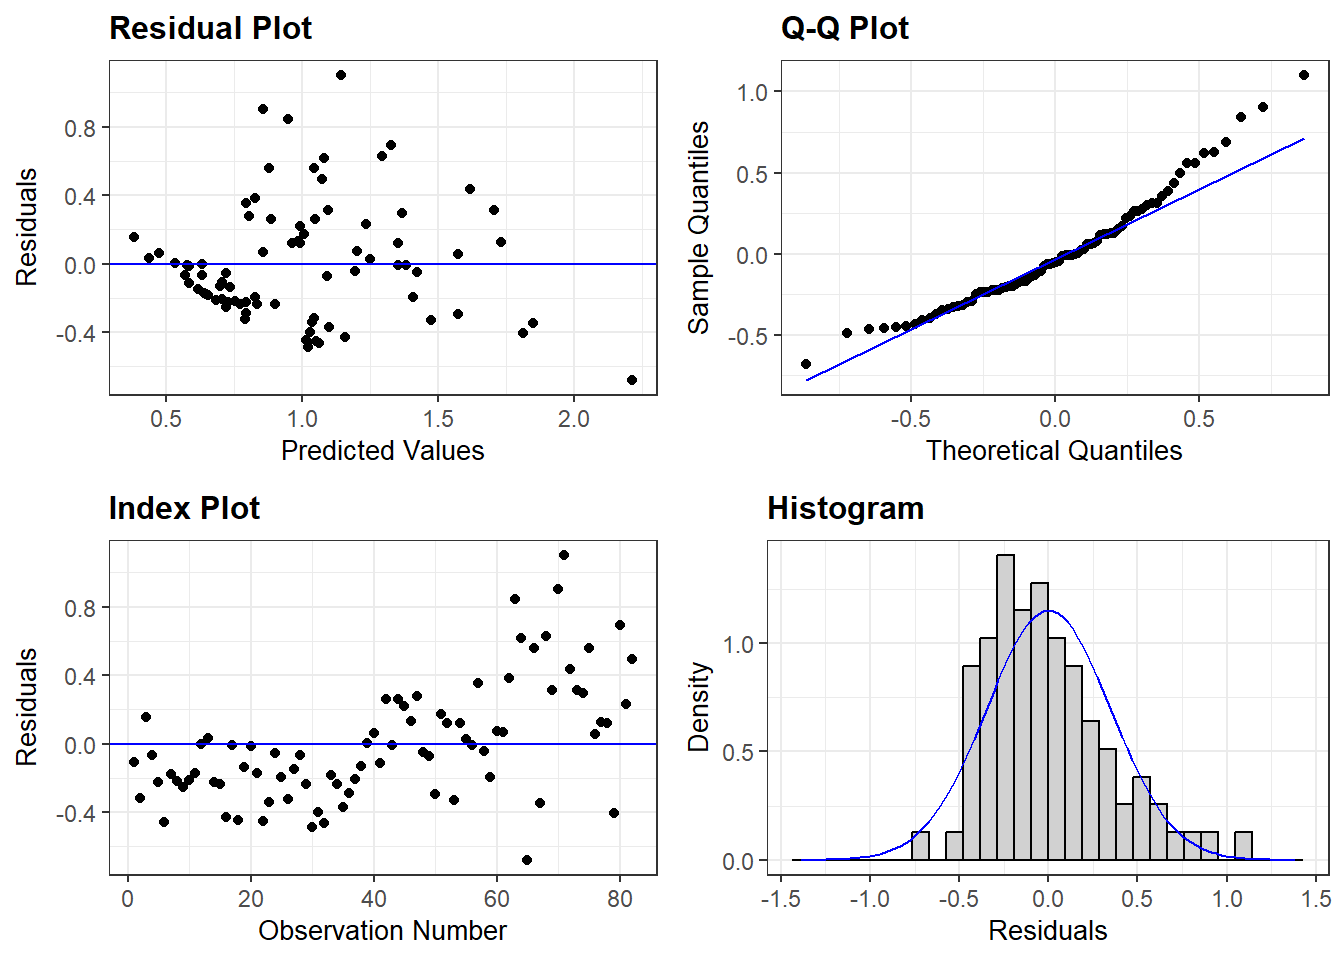 Residual Plot
Residuals
0.8
0.4
0.0
-0.4
0.5 1.0 1.5 2.0
Predicted Values
Q-Q Plot
Sample Quantiles
1.0
0.5
0.0
-0.5
-0.5 0.0 0.5
Theoretical Quantiles
Index Plot
Residuals
0.8
0.4
0.0
-0.4
0 20 40 60 80
Observation Number
Histogram
Density
1.0
0.5
0.0
-1.5 -1.0 -0.5 0.0 0.5 1.0 1.5
Residuals